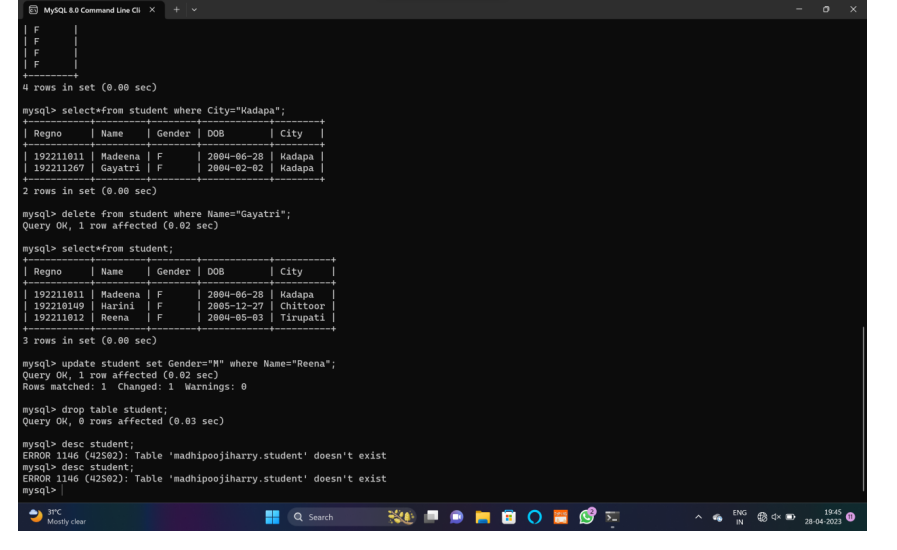 MySQL 8.0 Command Line Cli
| F      |
| F      |
| F      |
| F      |
+--------+
4 rows in set (0.00 sec)
mysql> select*from student where City="Kadapa";
+-----------+---------+--------+------------+--------+
| Regno     | Name    | Gender | DOB        | City   |
+-----------+---------+--------+------------+--------+
| 192211011 | Madeena | F      | 2004-06-28 | Kadapa |
| 192211267 | Gayatri | F      | 2004-02-02 | Kadapa |
+-----------+---------+--------+------------+--------+
2 rows in set (0.00 sec)
mysql> delete from student where Name="Gayatri";
Query OK, 1 row affected (0.02 sec)
mysql> select*from student;
+-----------+---------+--------+------------+----------+
| Regno     | Name    | Gender | DOB        | City     |
+-----------+---------+--------+------------+----------+
| 192211011 | Madeena | F      | 2004-06-28 | Kadapa   |
| 192210149 | Harini  | F      | 2005-12-27 | Chittoor |
| 192211012 | Reena   | F      | 2004-05-03 | Tirupati |
+-----------+---------+--------+------------+----------+
3 rows in set (0.00 sec)
mysql> update student set Gender="M" where Name="Reena";
Query OK, 1 row affected (0.02 sec)
Rows matched: 1  Changed: 1  Warnings: 0
mysql> drop table student;
Query OK, 0 rows affected (0.03 sec)
mysql> desc student;
ERROR 1146 (42S02): Table 'madhipoojiharry.student' doesn't exist
mysql> desc student;
ERROR 1146 (42S02): Table 'madhipoojiharry.student' doesn't exist
mysql>
31°C
Mostly clear
Search
2
ENG
IN
19:45
28-04-2023
11